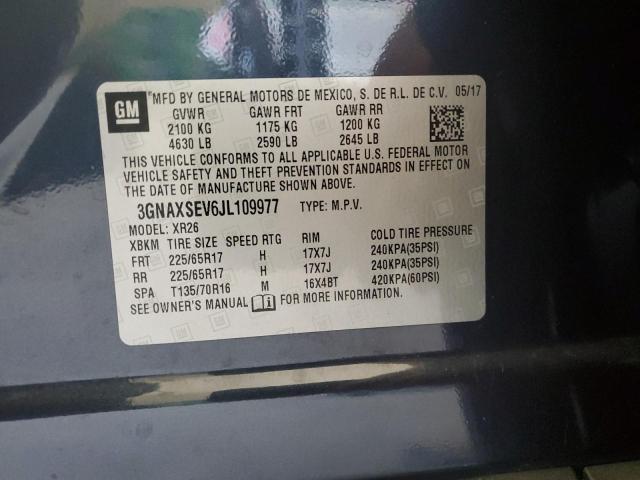 GM *MFD BY GENERAL MOTORS DE MEXICO, S. DE R.L. DE C.V. 05/17
GVWR GAWR FRT GAWR RR
2100 KG 1175 KG 1200 KG
4630 LB 2590 LB 2645 LB
THIS VEHICLE CONFORMS TO ALL APPLICABLE U.S. FEDERAL MOTOR
VEHICLE SAFETY AND THEFT PREVENTION STANDARDS IN EFFECT ON
THE DATE OF MANUFACTURE SHOWN ABOVE.
3GNAXSEV6JL109977 TYPE: M.P.V.
MODEL: XR26
XBKM TIRE SIZE SPEED RTG RIM COLD TIRE PRESSURE
FRT 225/65R17 H 17X7J 240KPA(35PSI)
RR 225/65R17 H 17X7J 240KPA(35PSI)
SPA T135/70R16 M 16X4BT 420KPA(60PSI)
SEE OWNER'S MANUAL FOR MORE INFORMATION.